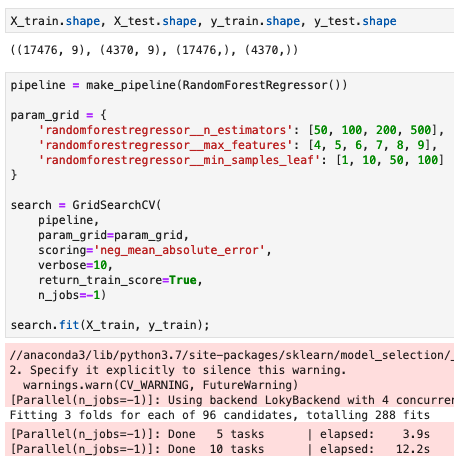 X_train.shape, X_test.shape, y_train.shape, y_test.shape
((17476, 9), (4370, 9), (17476,), (4370,))
pipeline = make_pipeline(RandomForestRegressor())
param_grid = {
    'randomforestregressor__n_estimators': [50, 100, 200, 500],
    'randomforestregressor__max_features': [4, 5, 6, 7, 8, 9],
    'randomforestregressor__min_samples_leaf': [1, 10, 50, 100]
}
search = GridSearchCV(
    pipeline,
    param_grid=param_grid,
    scoring='neg_mean_absolute_error',
    verbose=10,
    return_train_score=True,
    n_jobs=-1)
search.fit(X_train, y_train);
//anaconda3/lib/python3.7/site-packages/sklearn/model_selection/_
2. Specify it explicitly to silence this warning.
  warnings.warn(CV_WARNING, FutureWarning)
[Parallel(n_jobs=-1)]: Using backend LokyBackend with 4 concurre
Fitting 3 folds for each of 96 candidates, totalling 288 fits
[Parallel(n_jobs=-1)]: Done   5 tasks      | elapsed:    3.9s
[Parallel(n_jobs=-1)]: Done  10 tasks      | elapsed:   12.2s